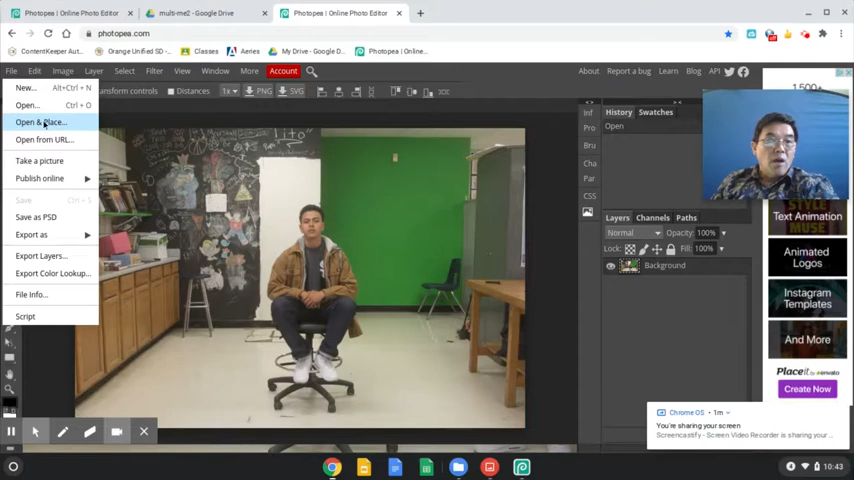 Photopea | Online Photo Editor
multi-me2 - Google Drive
Photopea | Online Photo Editor
photopea.com
ContentKeeper Aut...
Orange Unified SD -...
Classes
Aeries
My Drive - Google D...
Photopea | Online...
File Edit Image Layer Select Filter View Window More Account
About Report a bug Learn Blog API
New... Alt+Ctrl + N
Open... Ctrl + O
Open & Place...
Open from URL...
Take a picture
Publish online
Save Ctrl + S
Save as PSD
Export as
Export Layers...
Export Color Lookup...
File Info...
Script
Distances 1x PNG SVG
Inf
Pro
Bru
Cha
Par
CSS
History Swatches
Open
Layers Channels Paths
Normal Opacity: 100%
Lock: Fill: 100%
Background
Text Animation
Animated
Logos
Instagram
Templates
And More
Placeit by envato
Create Now
Chrome OS • 1m
You're sharing your screen
Screencastify - Screen Video Recorder is sharing your ...
10:43